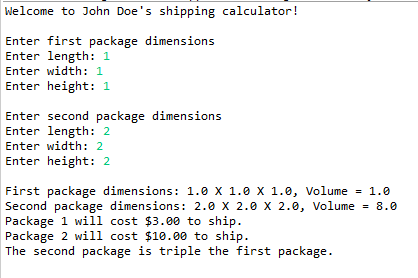 Welcome to John Doe's shipping calculator!
Enter first package dimensions
Enter length: 1
Enter width: 1
Enter height: 1
Enter second package dimensions
Enter length: 2
Enter width: 2
Enter height: 2
First package dimensions: 1.0 X 1.0 X 1.0, Volume = 1.0
Second package dimensions: 2.0 X 2.0 X 2.0, Volume = 8.0
Package 1 will cost $3.00 to ship.
Package 2 will cost $10.00 to ship.
The second package is triple the first package.